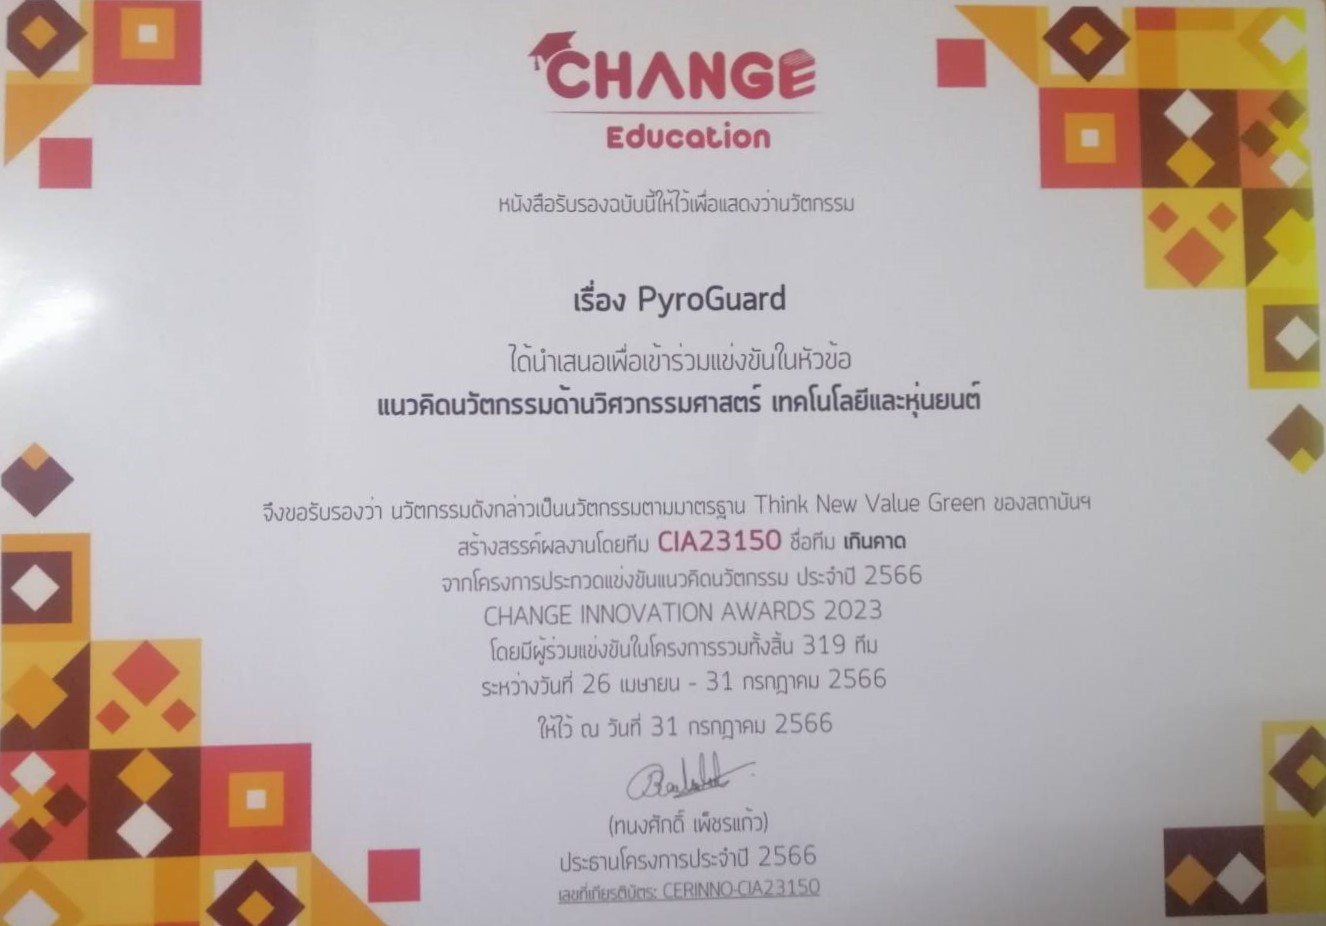 CHANGE
Education
หนังสือรับรองฉบับนี้ให้ไว้เพื่อแสดงว่านวัตกรรม
เรื่อง PyroGuard
ได้นำเสนอเพื่อเข้าร่วมแข่งขันในหัวข้อ
แนวคิดนวัตกรรมด้านวิศวกรรมศาสตร์ เทคโนโลยีและหุ่นยนต์
จึงขอรับรองว่า นวัตกรรมดังกล่าวเป็นนวัตกรรมตามมาตรฐาน Think New Value Green ของสถาบันฯ
สร้างสรรค์ผลงานโดยทีม CIA23150 ชื่อทีม เกินคาด
จากโครงการประกวดแข่งขันแนวคิดนวัตกรรม ประจำปี 2566
CHANGE INNOVATION AWARDS 2023
โดยมีผู้ร่วมแข่งขันในโครงการรวมทั้งสิ้น 319 ทีม
ระหว่างวันที่ 26 เมษายน - 31 กรกฎาคม 2566
ให้ไว้ ณ วันที่ 31 กรกฎาคม 2566
(ทนงศักดิ์ เพ็ชรแก้ว)
ประธานโครงการประจำปี 2566
เลขที่เกียรติบัตร: CERINNO-CIA23150